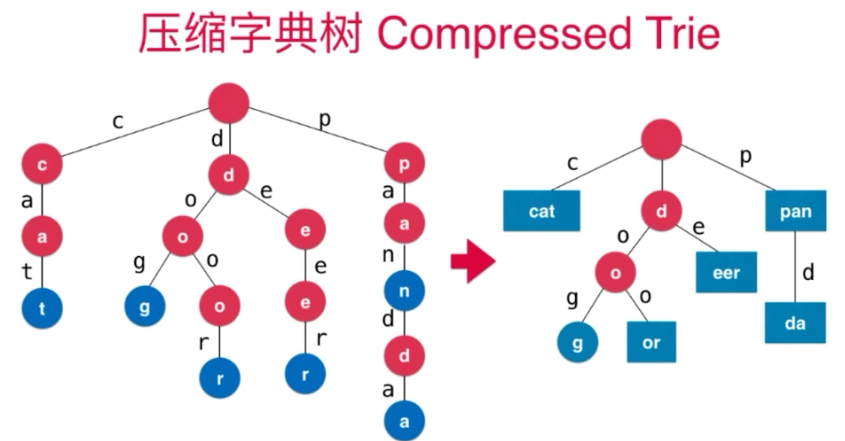 压缩字典树 Compressed Trie
c d p
c d p
a o e a
a o e a
t g o e n
t g o e n
r r d
r r d
a
a
c p
cat d pan
o e d
o eer
g o da
g or